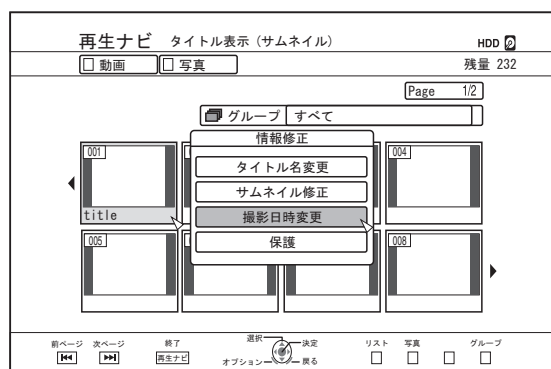 再生ナビ タイトル表示（サムネイル） HDD
動画 写真 残量 232
Page 1/2
グループ すべて
情報修正
タイトル名変更
サムネイル修正
撮影日時変更
保護
001
004
title
005
008
前ページ 次ページ 終了 選択 決定 リスト 写真 グループ
再生ナビ オプション 戻る